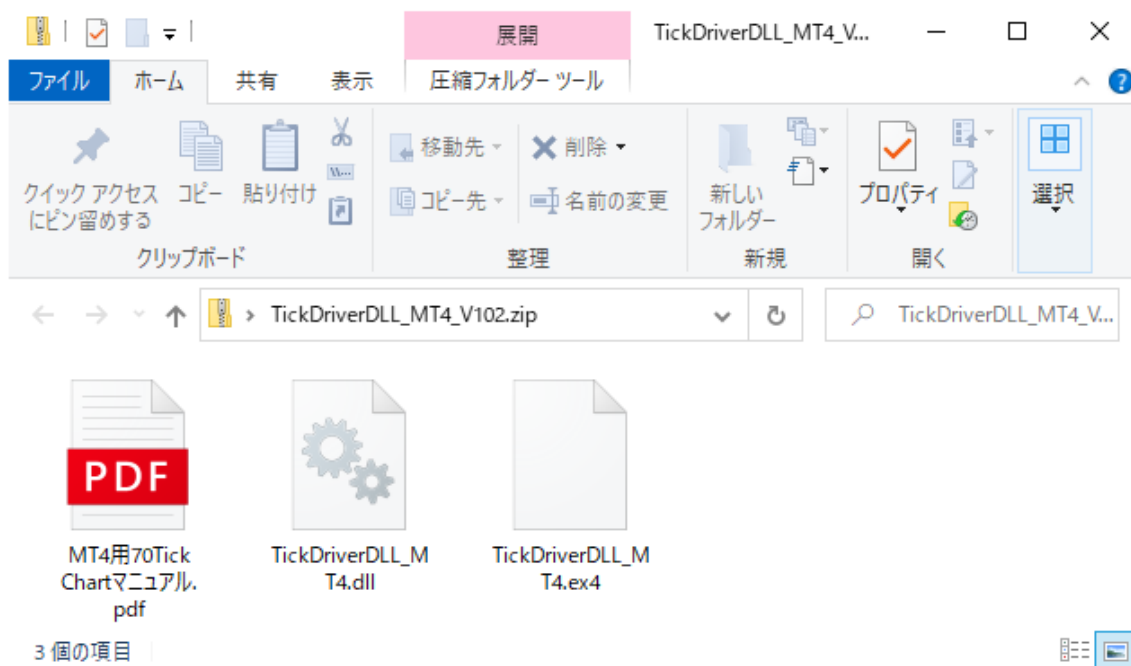 展開
TickDriverDLL_MT4_V...
ファイル
ホーム
共有
表示
圧縮フォルダー ツール
?
クイック アクセス
にピン留めする
コピー
貼り付け
クリップボード
移動先
コピー先
削除
名前の変更
整理
新しい
フォルダー
新規
プロパティ
開く
選択
TickDriverDLL_MT4_V102.zip
TickDriverDLL_MT4_V...
PDF
MT4用70Tick
Chartマニュアル.
pdf
TickDriverDLL_M
T4.dll
TickDriverDLL_M
T4.ex4
3 個の項目